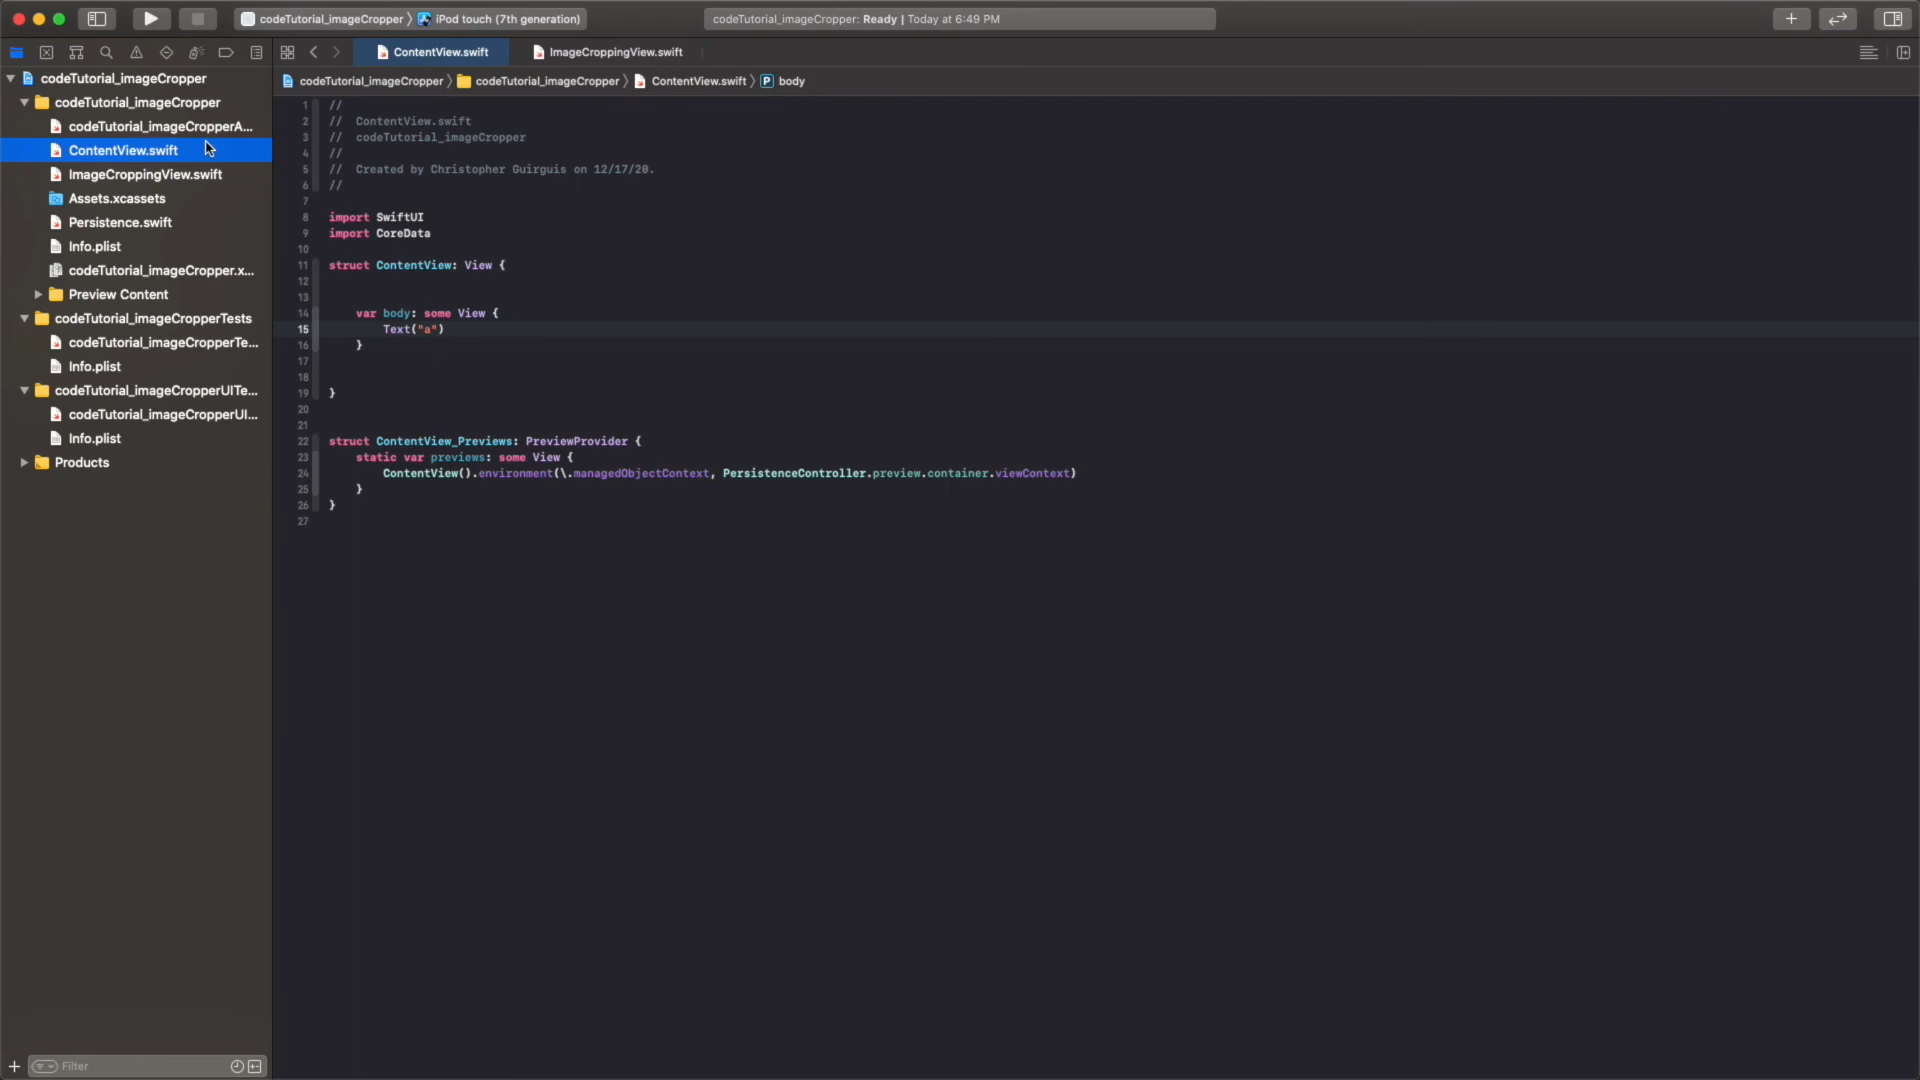 codeTutorial_imageCropper 〉 iPod touch (7th generation)
codeTutorial_imageCropper: Ready | Today at 6:49 PM
ContentView.swift
ImageCroppingView.swift
codeTutorial_imageCropper 〉 codeTutorial_imageCropper 〉 ContentView.swift 〉 P body
codeTutorial_imageCropper
codeTutorial_imageCropper
codeTutorial_imageCropperA...
ContentView.swift
ImageCroppingView.swift
Assets.xcassets
Persistence.swift
Info.plist
codeTutorial_imageCropper.x...
Preview Content
codeTutorial_imageCropperTests
codeTutorial_imageCropperTe...
Info.plist
codeTutorial_imageCropperUITe...
codeTutorial_imageCropperUI...
Info.plist
Products
Filter
1 //
2 //  ContentView.swift
3 //  codeTutorial_imageCropper
4 //
5 //  Created by Christopher Guirguis on 12/17/20.
6 //
7
8 import SwiftUI
9 import CoreData
10
11 struct ContentView: View {
12
13
14     var body: some View {
15         Text("a")
16     }
17
18
19 }
20
21
22 struct ContentView_Previews: PreviewProvider {
23     static var previews: some View {
24         ContentView().environment(\.managedObjectContext, PersistenceController.preview.container.viewContext)
25     }
26 }
27